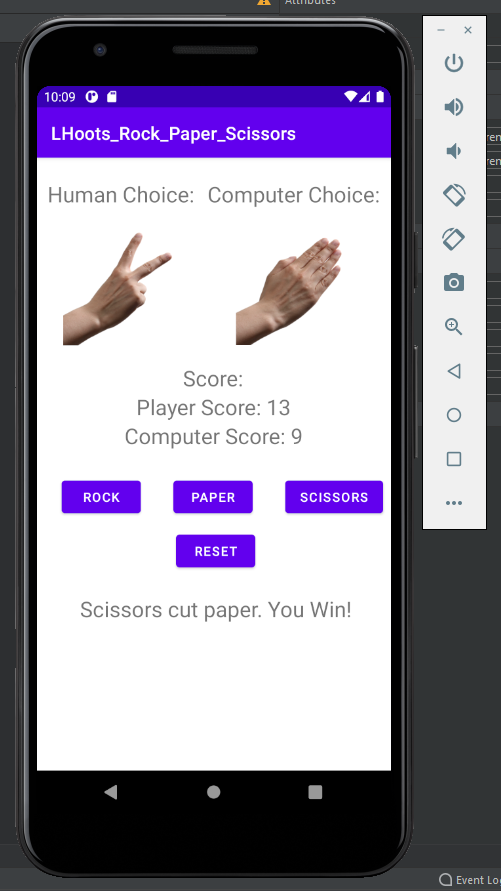 Attributes
10:09
LHoots_Rock_Paper_Scissors
Human Choice: Computer Choice:
Score:
Player Score: 13
Computer Score: 9
ROCK PAPER SCISSORS
RESET
Scissors cut paper. You Win!
Event Lo